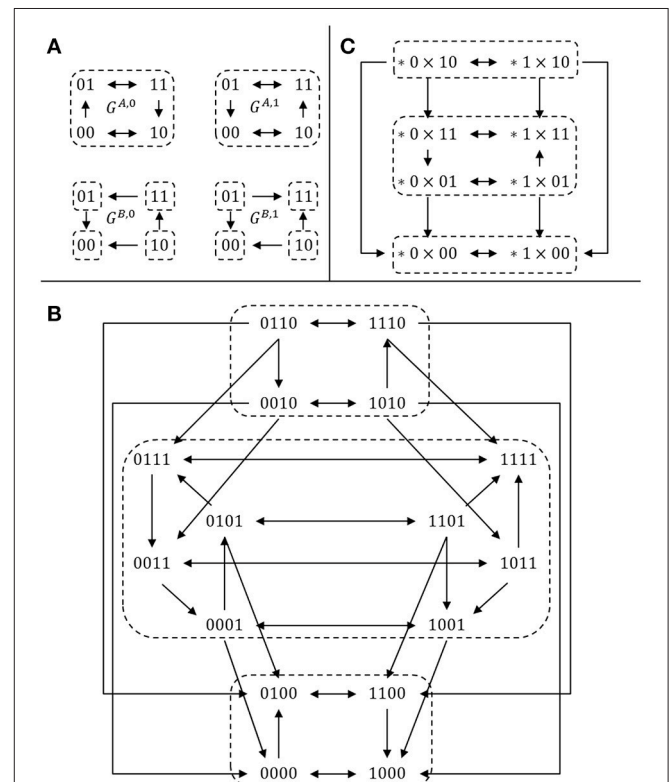 A
01 11
G^{A,0}
00 10
01 11
G^{A,1}
00 10
01 11
G^{B,0}
00 10
01 11
G^{B,1}
00 10
C
∗ 0 × 10 ∗ 1 × 10
∗ 0 × 11 ∗ 1 × 11
∗ 0 × 01 ∗ 1 × 01
∗ 0 × 00 ∗ 1 × 00
B
0110 1110
0010 1010
0111 1111
0101 1101
0011 1011
0001 1001
0100 1100
0000 1000